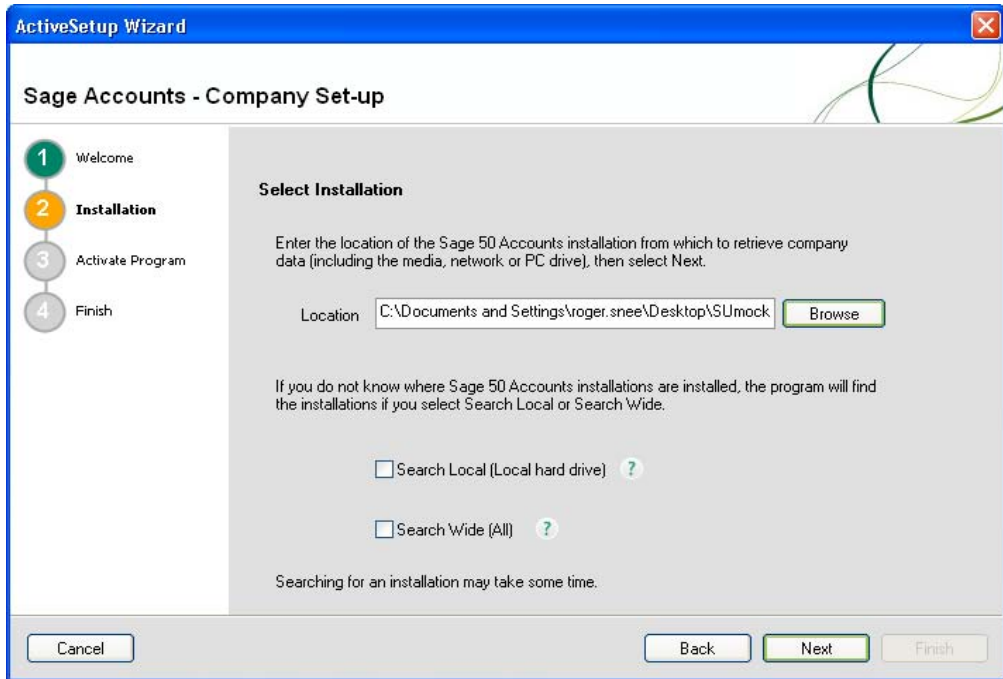 ActiveSetup Wizard
Sage Accounts - Company Set-up
1 Welcome
2 Installation
3 Activate Program
4 Finish
Select Installation
Enter the location of the Sage 50 Accounts installation from which to retrieve company
data (including the media, network or PC drive), then select Next.
Location C:\Documents and Settings\roger.snee\Desktop\SUmock Browse
If you do not know where Sage 50 Accounts installations are installed, the program will find
the installations if you select Search Local or Search Wide.
Search Local (Local hard drive) ?
Search Wide (All) ?
Searching for an installation may take some time.
Cancel Back Next Finish